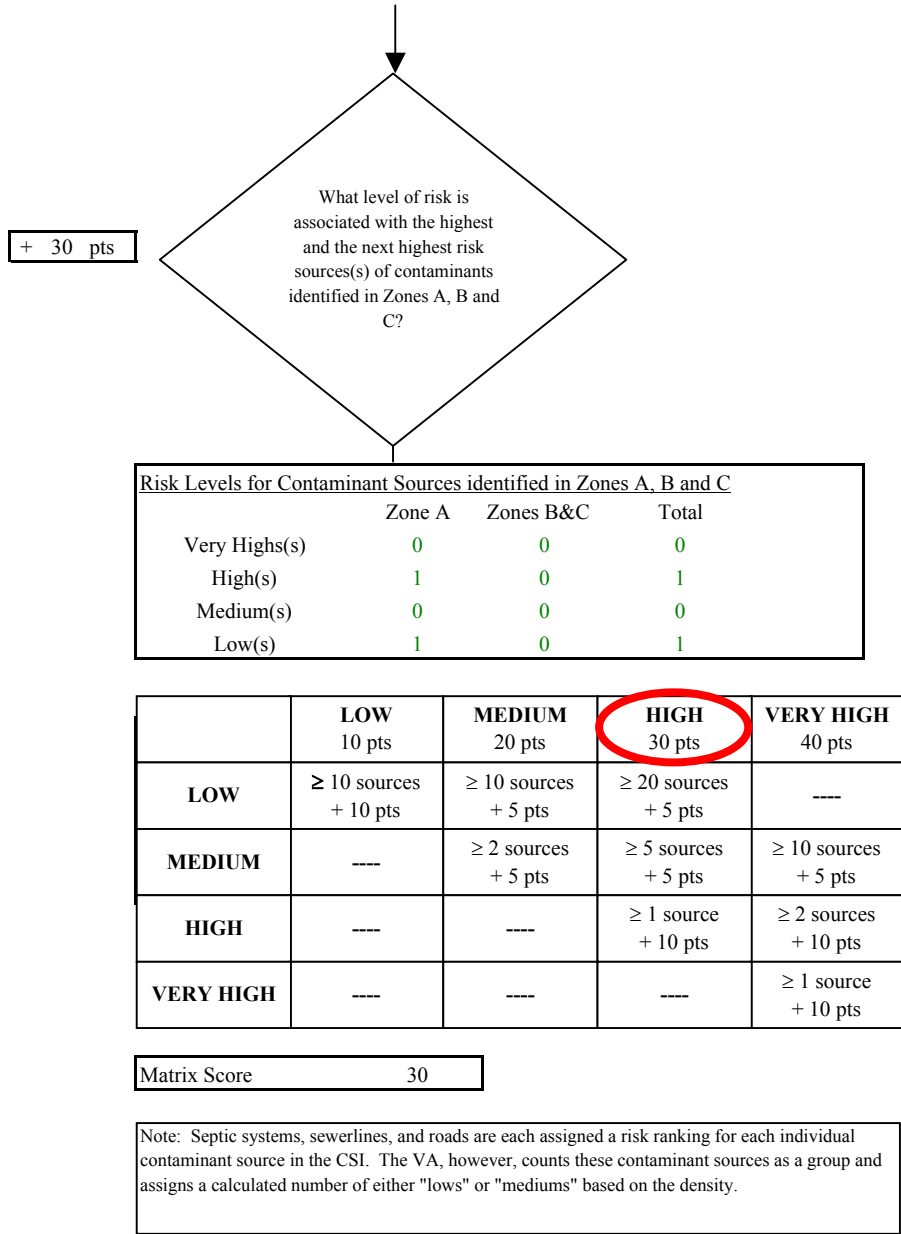 What level of risk is
associated with the highest
and the next highest risk
sources(s) of contaminants
identified in Zones A, B and
C?
+ 30 pts
Risk Levels for Contaminant Sources identified in Zones A, B and C
Zone A Zones B&C Total
Very Highs(s) 0 0 0
High(s) 1 0 1
Medium(s) 0 0 0
Low(s) 1 0 1
LOW MEDIUM HIGH VERY HIGH
10 pts 20 pts 30 pts 40 pts
LOW ≥ 10 sources + 10 pts ≥ 10 sources + 5 pts ≥ 20 sources + 5 pts ----
MEDIUM ---- ≥ 2 sources + 5 pts ≥ 5 sources + 5 pts ≥ 10 sources + 5 pts
HIGH ---- ---- ≥ 1 source + 10 pts ≥ 2 sources + 10 pts
VERY HIGH ---- ---- ---- ≥ 1 source + 10 pts
Matrix Score 30
Note: Septic systems, sewerlines, and roads are each assigned a risk ranking for each individual
contaminant source in the CSI. The VA, however, counts these contaminant sources as a group and
assigns a calculated number of either "lows" or "mediums" based on the density.